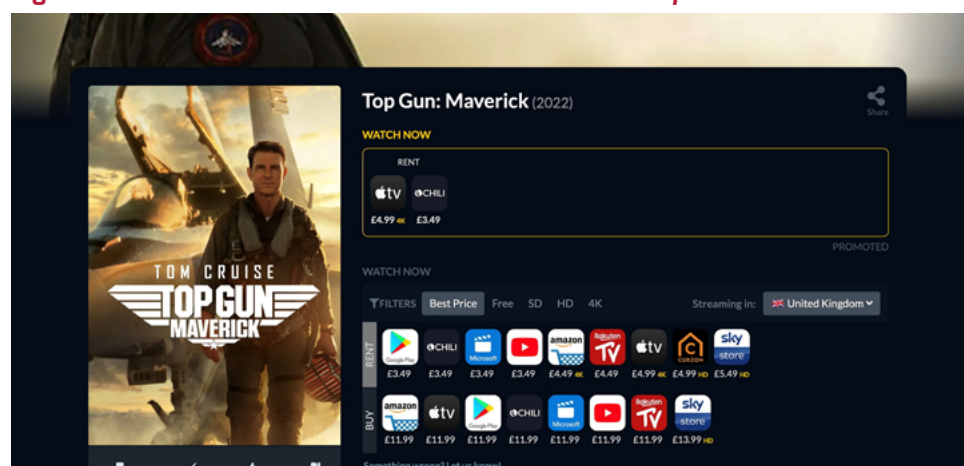 Top Gun: Maverick (2022)
Share
WATCH NOW
RENT
tv CHILI
£4.99 4K £3.49
PROMOTED
TOM CRUISE
TOP GUN
MAVERICK
WATCH NOW
FILTERS Best Price Free SD HD 4K Streaming in: United Kingdom
RENT
Google Play CHILI Microsoft amazon Rakuten TV tv CURZON sky store
£3.49 £3.49 £3.49 £3.49 £4.49 4K £4.49 £4.99 4K £4.99 HD £5.49 HD
BUY
amazon tv Google Play CHILI Microsoft Rakuten TV sky store
£11.99 £11.99 £11.99 £11.99 £11.99 £11.99 £11.99 £13.99 HD
Something wrong? Let us know!